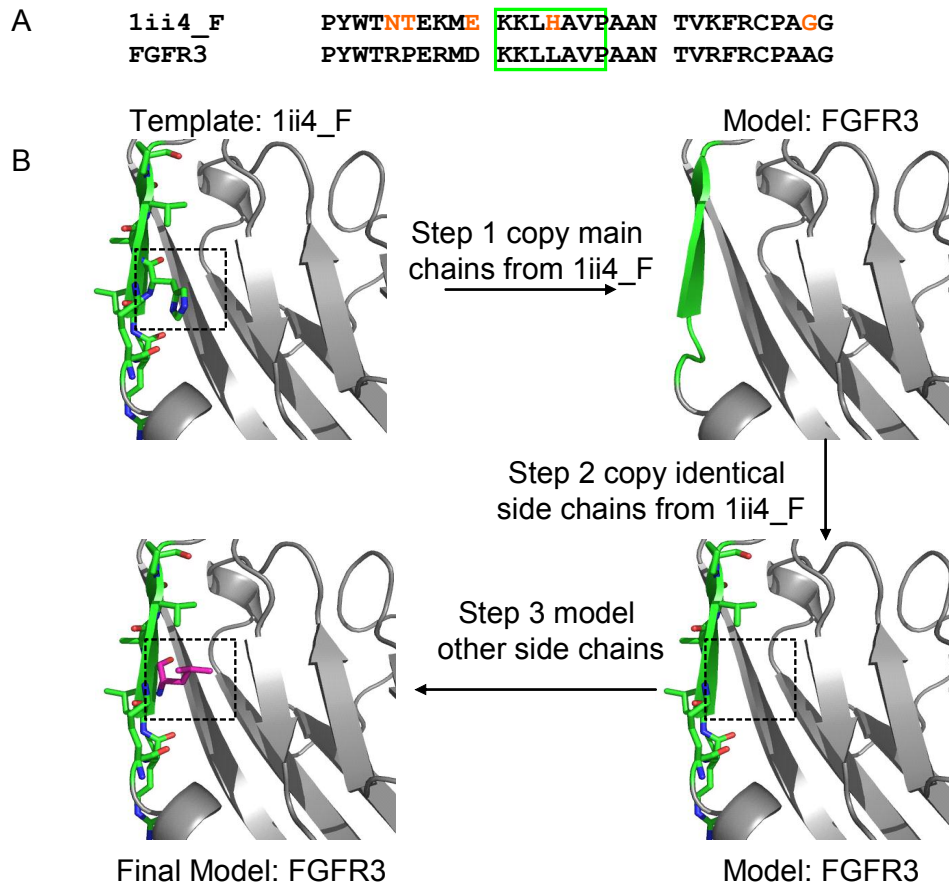 A
1ii4_F PYWTNTEKME KKLHAVPAAN TVKFRCPAGG
FGFR3 PYWTRPERMD KKLLAVPAAN TVRFRCPAAG
Template: 1ii4_F
Model: FGFR3
B
Step 1 copy main
chains from 1ii4_F
Step 2 copy identical
side chains from 1ii4_F
Step 3 model
other side chains
Final Model: FGFR3
Model: FGFR3